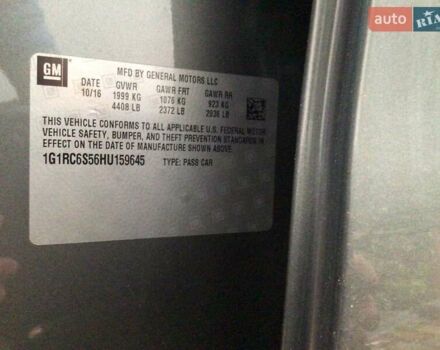 auto RIA
GM
MFD BY GENERAL MOTORS LLC
DATE GVWR GAWR FRT GAWR RR
10/16 1999 KG 1076 KG 923 KG
4408 LB 2372 LB 2036 LB
THIS VEHICLE CONFORMS TO ALL APPLICABLE U.S. FEDERAL MOTOR
VEHICLE SAFETY, BUMPER, AND THEFT PREVENTION STANDARDS IN
EFFECT ON THE DATE OF MANUFACTURE SHOWN ABOVE.
1G1RC6S56HU159645 TYPE: PASS CAR